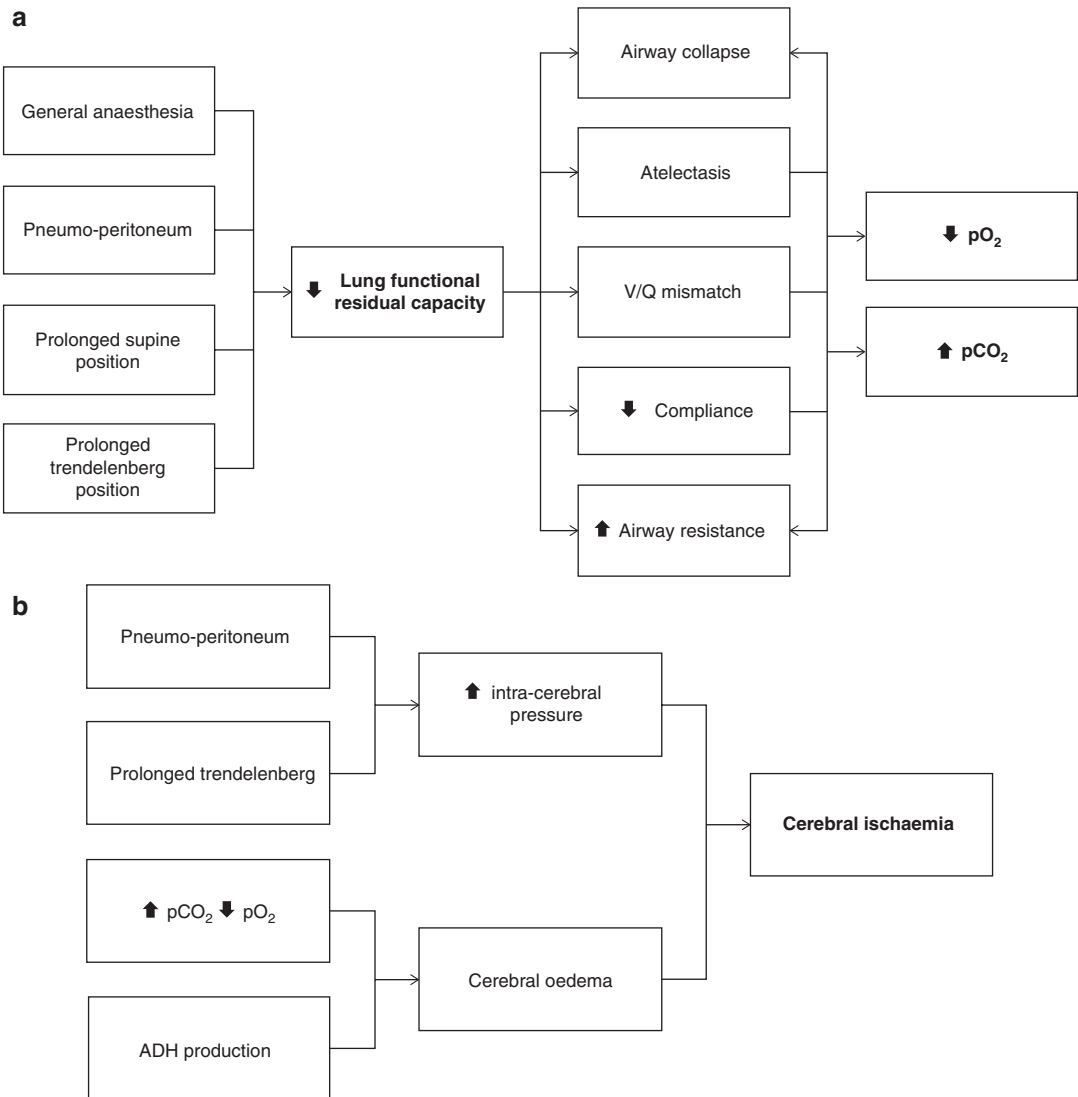 a
General anaesthesia
Pneumo-peritoneum
Prolonged supine
position
Prolonged
trendelenberg
position
⬇ Lung functional
residual capacity
Airway collapse
Atelectasis
V/Q mismatch
⬇ Compliance
⬆ Airway resistance
⬇ pO₂
⬆ pCO₂
b
Pneumo-peritoneum
Prolonged trendelenberg
⬆ pCO₂ ⬇ pO₂
ADH production
⬆ intra-cerebral
pressure
Cerebral oedema
Cerebral ischaemia